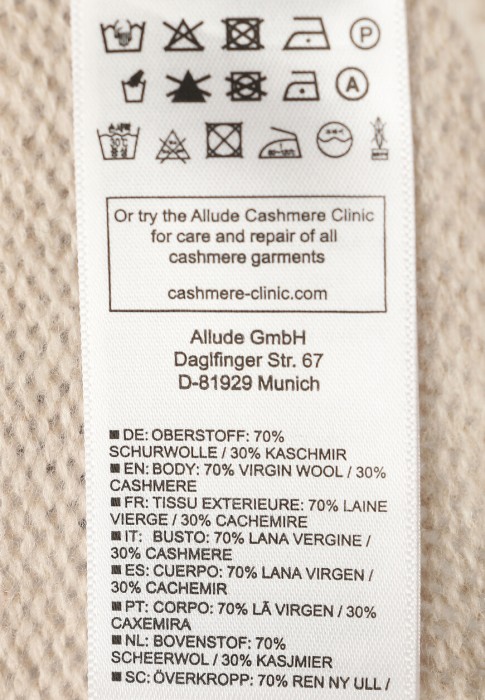 P
A
Or try the Allude Cashmere Clinic
for care and repair of all
cashmere garments
cashmere-clinic.com
Allude GmbH
Daglfinger Str. 67
D-81929 Munich
DE: OBERSTOFF: 70%
SCHURWOLLE / 30% KASCHMIR
EN: BODY: 70% VIRGIN WOOL / 30%
CASHMERE
FR: TISSU EXTERIEURE: 70% LAINE
VIERGE / 30% CACHEMIRE
IT: BUSTO: 70% LANA VERGINE /
30% CASHMERE
ES: CUERPO: 70% LANA VIRGEN /
30% CACHEMIR
PT: CORPO: 70% LÃ VIRGEN / 30%
CAXEMIRA
NL: BOVENSTOF: 70%
SCHEERWOL / 30% KASJMIER
SC: ÖVERKROPP: 70% REN NY ULL /